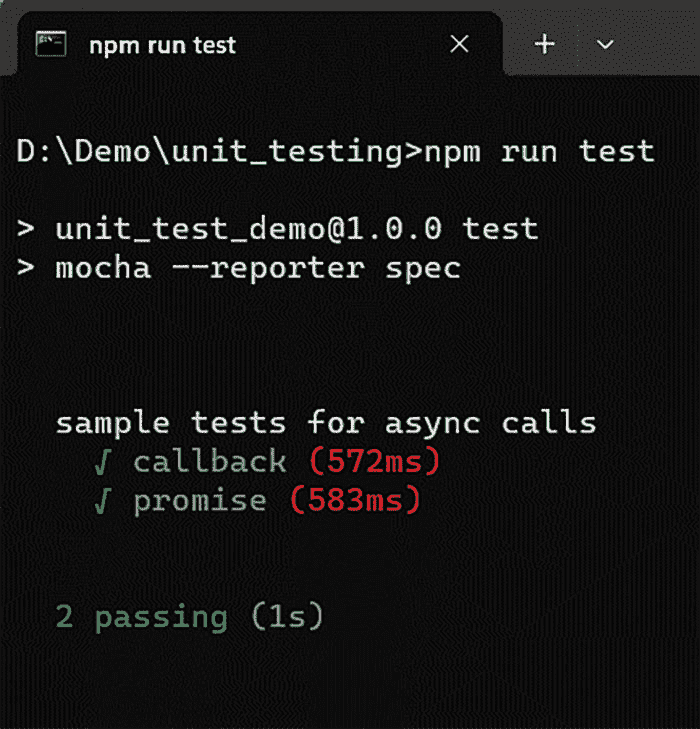 npm run test
D:\Demo\unit_testing>npm run test
> unit_test_demo@1.0.0 test
> mocha --reporter spec
sample tests for async calls
√ callback (572ms)
√ promise (583ms)
2 passing (1s)